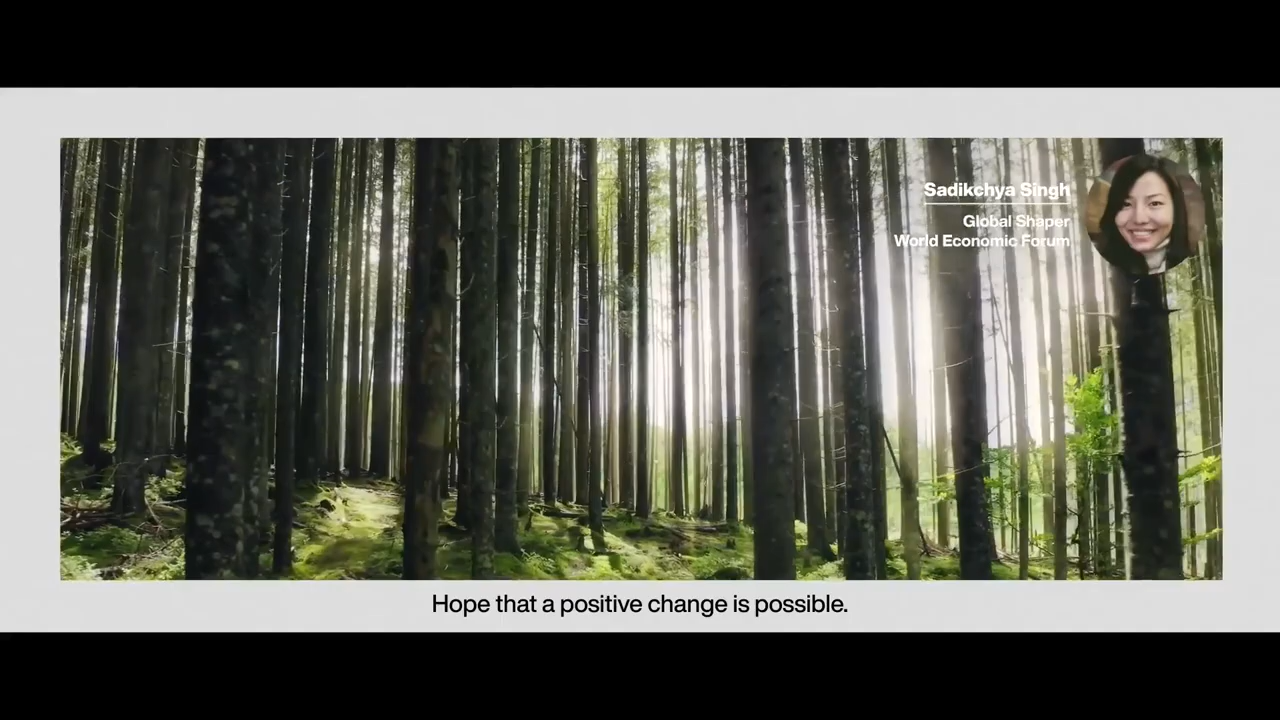 Sadikchya Singh
Global Shaper
World Economic Forum
Hope that a positive change is possible.